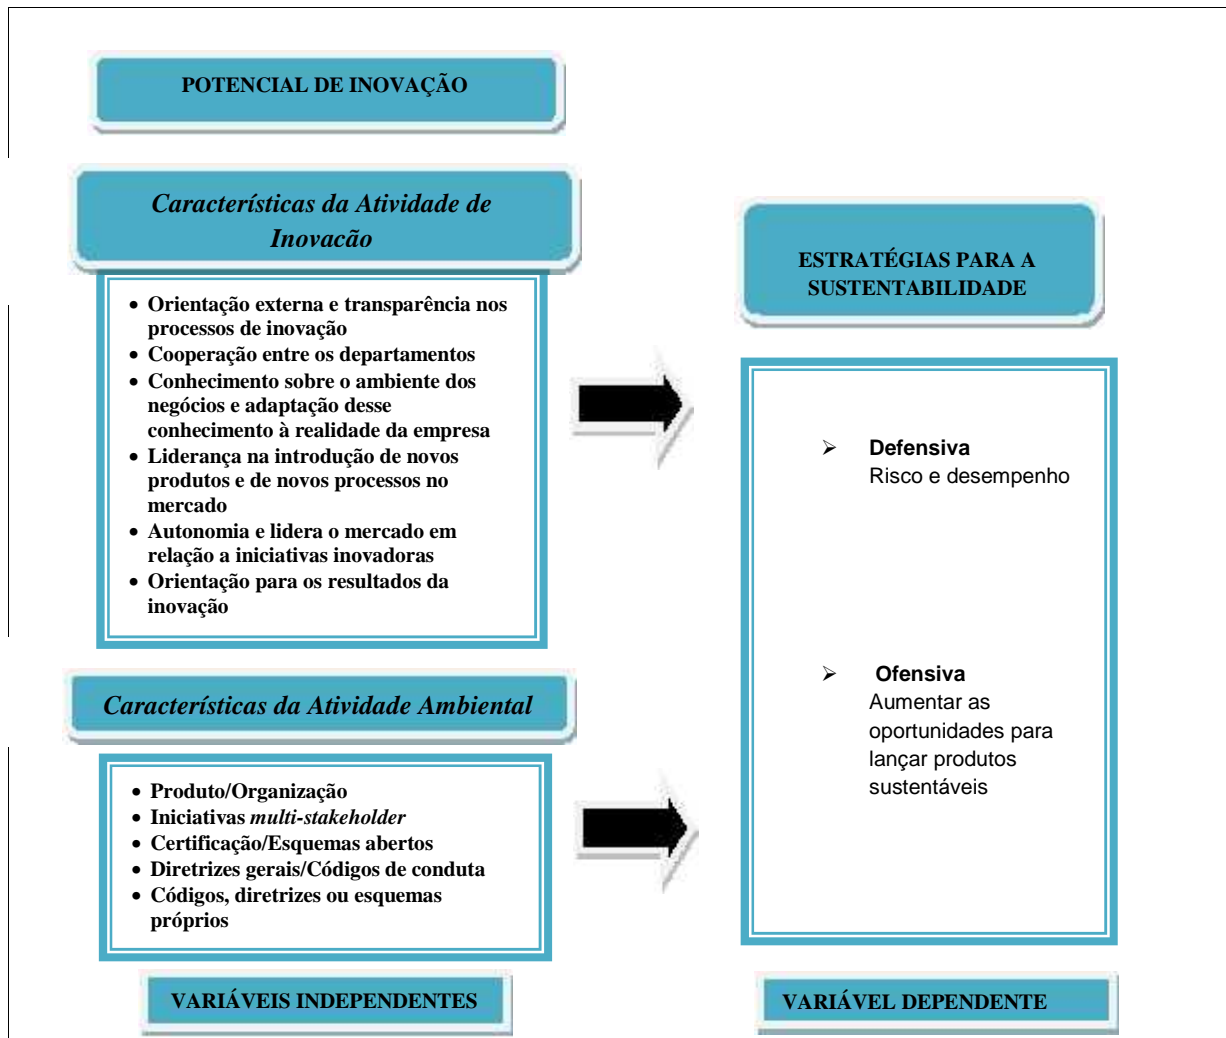 POTENCIAL DE INOVAÇÃO
Características da Atividade de
Inovacão
• Orientação externa e transparência nos
processos de inovação
• Cooperação entre os departamentos
• Conhecimento sobre o ambiente dos
negócios e adaptação desse
conhecimento à realidade da empresa
• Liderança na introdução de novos
produtos e de novos processos no
mercado
• Autonomia e lidera o mercado em
relação a iniciativas inovadoras
• Orientação para os resultados da
inovação
Características da Atividade Ambiental
• Produto/Organização
• Iniciativas multi-stakeholder
• Certificação/Esquemas abertos
• Diretrizes gerais/Códigos de conduta
• Códigos, diretrizes ou esquemas
próprios
VARIÁVEIS INDEPENDENTES
ESTRATÉGIAS PARA A
SUSTENTABILIDADE
➢ Defensiva
Risco e desempenho
➢ Ofensiva
Aumentar as
oportunidades para
lançar produtos
sustentáveis
VARIÁVEL DEPENDENTE